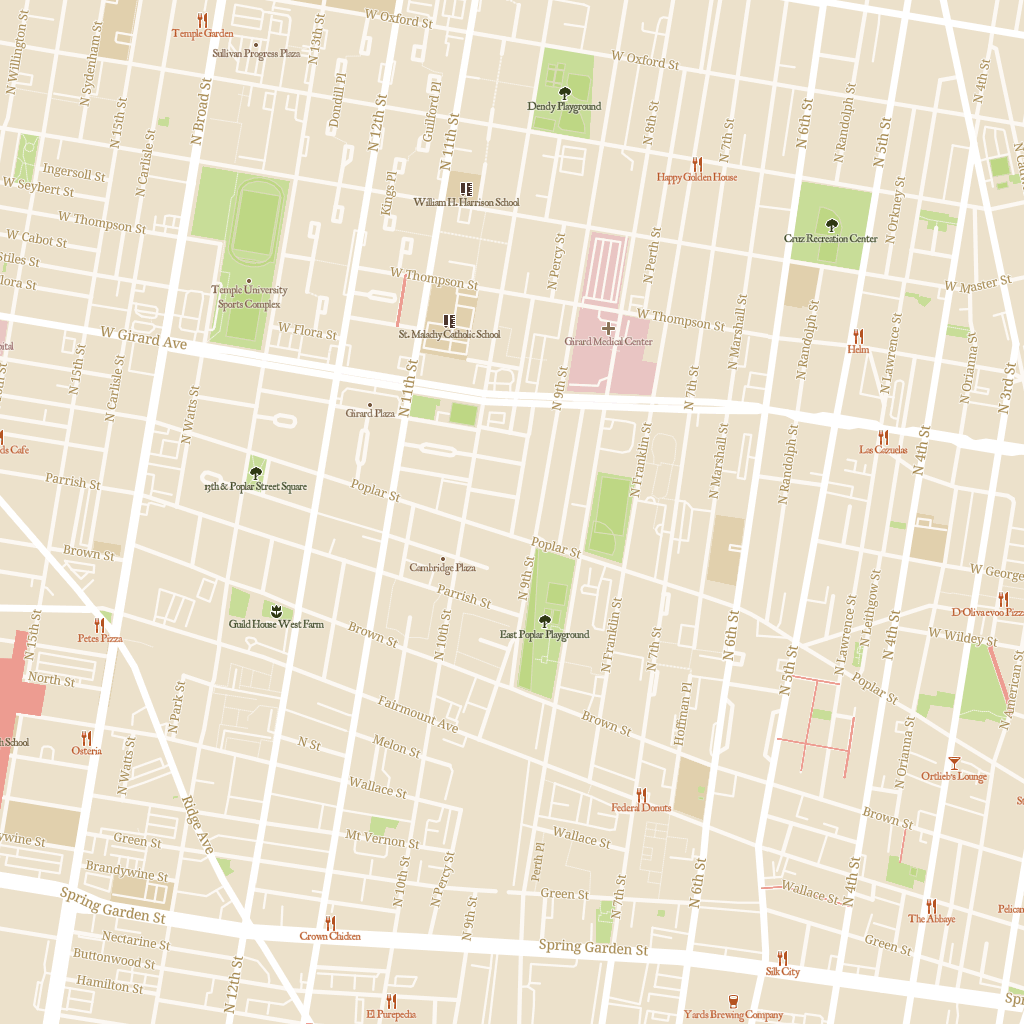 W Oxford St
Temple Garden
Sullivan Progress Plaza
N 13th St
W Oxford St
N Willington St
N Sydenham St
N 15th St
N Broad St
Dondill Pl
N 12th St
Guilford Pl
N 11th St
Dendy Playground
N 8th St
N 7th St
N 6th St
N Randolph St
N 5th St
N 4th St
N Carlisle St
Ingersoll St
W Seybert St
Kings Pl
William H. Harrison School
Happy Golden House
Cruz Recreation Center
N Orkney St
W Thompson St
W Cabot St
Stiles St
Flora St
Temple University
Sports Complex
W Thompson St
N Percy St
N Perth St
W Master St
W Girard Ave
W Flora St
St. Malachy Catholic School
Girard Medical Center
W Thompson St
N Marshall St
N Randolph St
Helm
N Lawrence St
N Orianna St
N 3rd St
N 15th St
N Carlisle St
N Watts St
Girard Plaza
N 11th St
N 9th St
N 7th St
Las Cazuelas
N 4th St
ds Cafe
Parrish St
13th & Poplar Street Square
Poplar St
N Franklin St
N Marshall St
N Randolph St
Brown St
Cambridge Plaza
Poplar St
W George
Parrish St
N 9th St
Guild House West Farm
Petes Pizza
N 15th St
Brown St
N 10th St
East Poplar Playground
N Franklin St
N 7th St
N 6th St
N 5th St
N Lawrence St
N Leithgow St
N 4th St
D'Oliva evoo Pizza
W Wildey St
North St
N Park St
Fairmount Ave
Brown St
Hoffman Pl
Poplar St
N American St
h School
Osteria
N Watts St
N St
Melon St
N Orianna St
Ortlieb's Lounge
Wallace St
Federal Donuts
Brown St
Ridge Ave
Mt Vernon St
Wallace St
ywine St
Green St
Brandywine St
N 10th St
N Percy St
Perth Pl
Green St
N 7th St
N 6th St
Wallace St
N 4th St
Spring Garden St
Crown Chicken
N 9th St
Spring Garden St
The Abbaye
Pelican
Green St
Nectarine St
Buttonwood St
Hamilton St
N 12th St
Silk City
El Purepecha
Yards Brewing Company